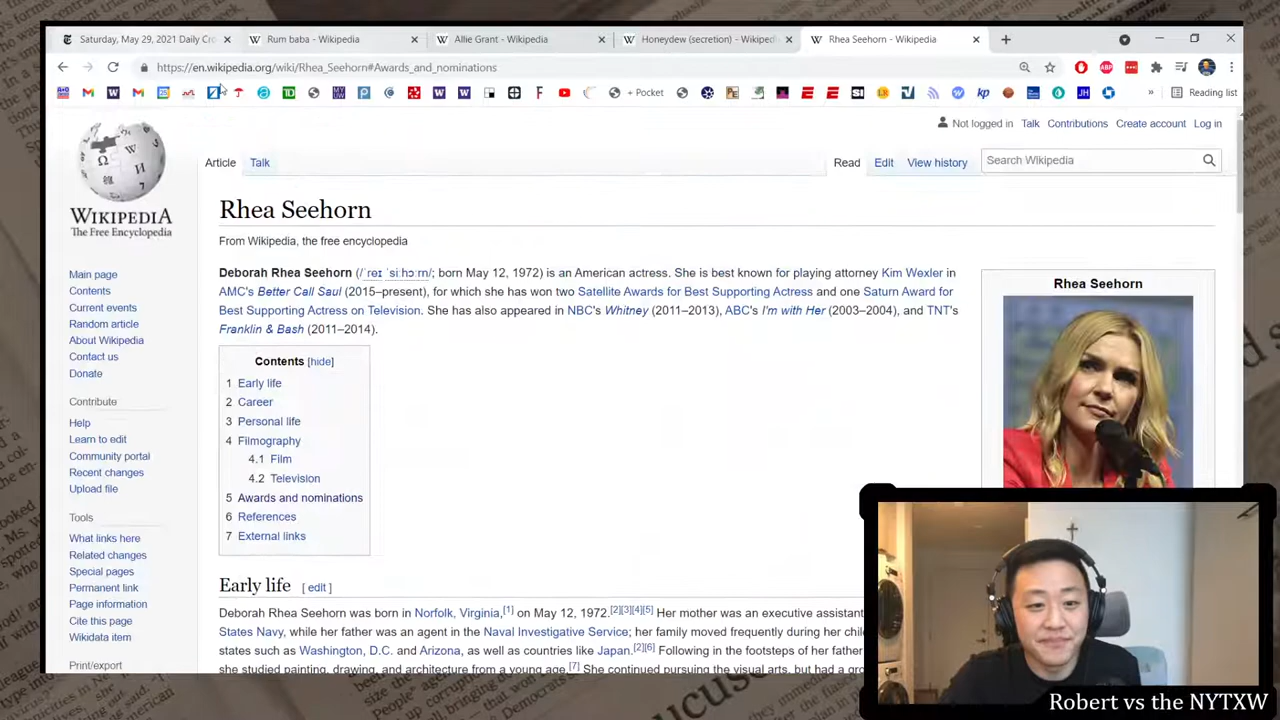 Saturday, May 29, 2021 Daily Cro
Rum baba - Wikipedia
Allie Grant - Wikipedia
Honeydew (secretion) - Wikiped
Rhea Seehorn - Wikipedia
https://en.wikipedia.org/wiki/Rhea_Seehorn#Awards_and_nominations
+ Pocket
Reading list
Not logged in Talk Contributions Create account Log in
Article Talk
Read Edit View history
Search Wikipedia
WIKIPEDIA
The Free Encyclopedia
Main page
Contents
Current events
Random article
About Wikipedia
Contact us
Donate
Contribute
Help
Learn to edit
Community portal
Recent changes
Upload file
Tools
What links here
Related changes
Special pages
Permanent link
Page information
Cite this page
Wikidata item
Print/export
Rhea Seehorn
From Wikipedia, the free encyclopedia
Deborah Rhea Seehorn (/ˈreɪ ˈsiːhɔːrn/; born May 12, 1972) is an American actress. She is best known for playing attorney Kim Wexler in
AMC's Better Call Saul (2015–present), for which she has won two Satellite Awards for Best Supporting Actress and one Saturn Award for
Best Supporting Actress on Television. She has also appeared in NBC's Whitney (2011–2013), ABC's I'm with Her (2003–2004), and TNT's
Franklin & Bash (2011–2014).
Contents [hide]
1 Early life
2 Career
3 Personal life
4 Filmography
4.1 Film
4.2 Television
5 Awards and nominations
6 References
7 External links
Rhea Seehorn
Early life [ edit ]
Deborah Rhea Seehorn was born in Norfolk, Virginia,[1] on May 12, 1972.[2][3][4][5] Her mother was an executive assistant
States Navy, while her father was an agent in the Naval Investigative Service; her family moved frequently during her chil
states such as Washington, D.C. and Arizona, as well as countries like Japan.[2][6] Following in the footsteps of her father
she studied painting, drawing, and architecture from a young age.[7] She continued pursuing the visual arts, but had a gro
Robert vs the NYTXW